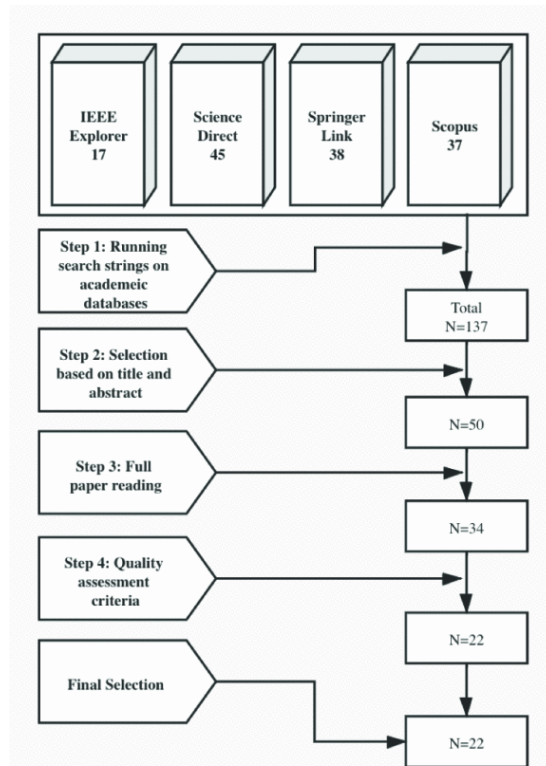 IEEE
Explorer
17
Science
Direct
45
Springer
Link
38
Scopus
37
Step 1: Running
search strings on
academeic
databases
Total
N=137
Step 2: Selection
based on title and
abstract
N=50
Step 3: Full
paper reading
N=34
Step 4: Quality
assessment
criteria
N=22
Final Selection
N=22